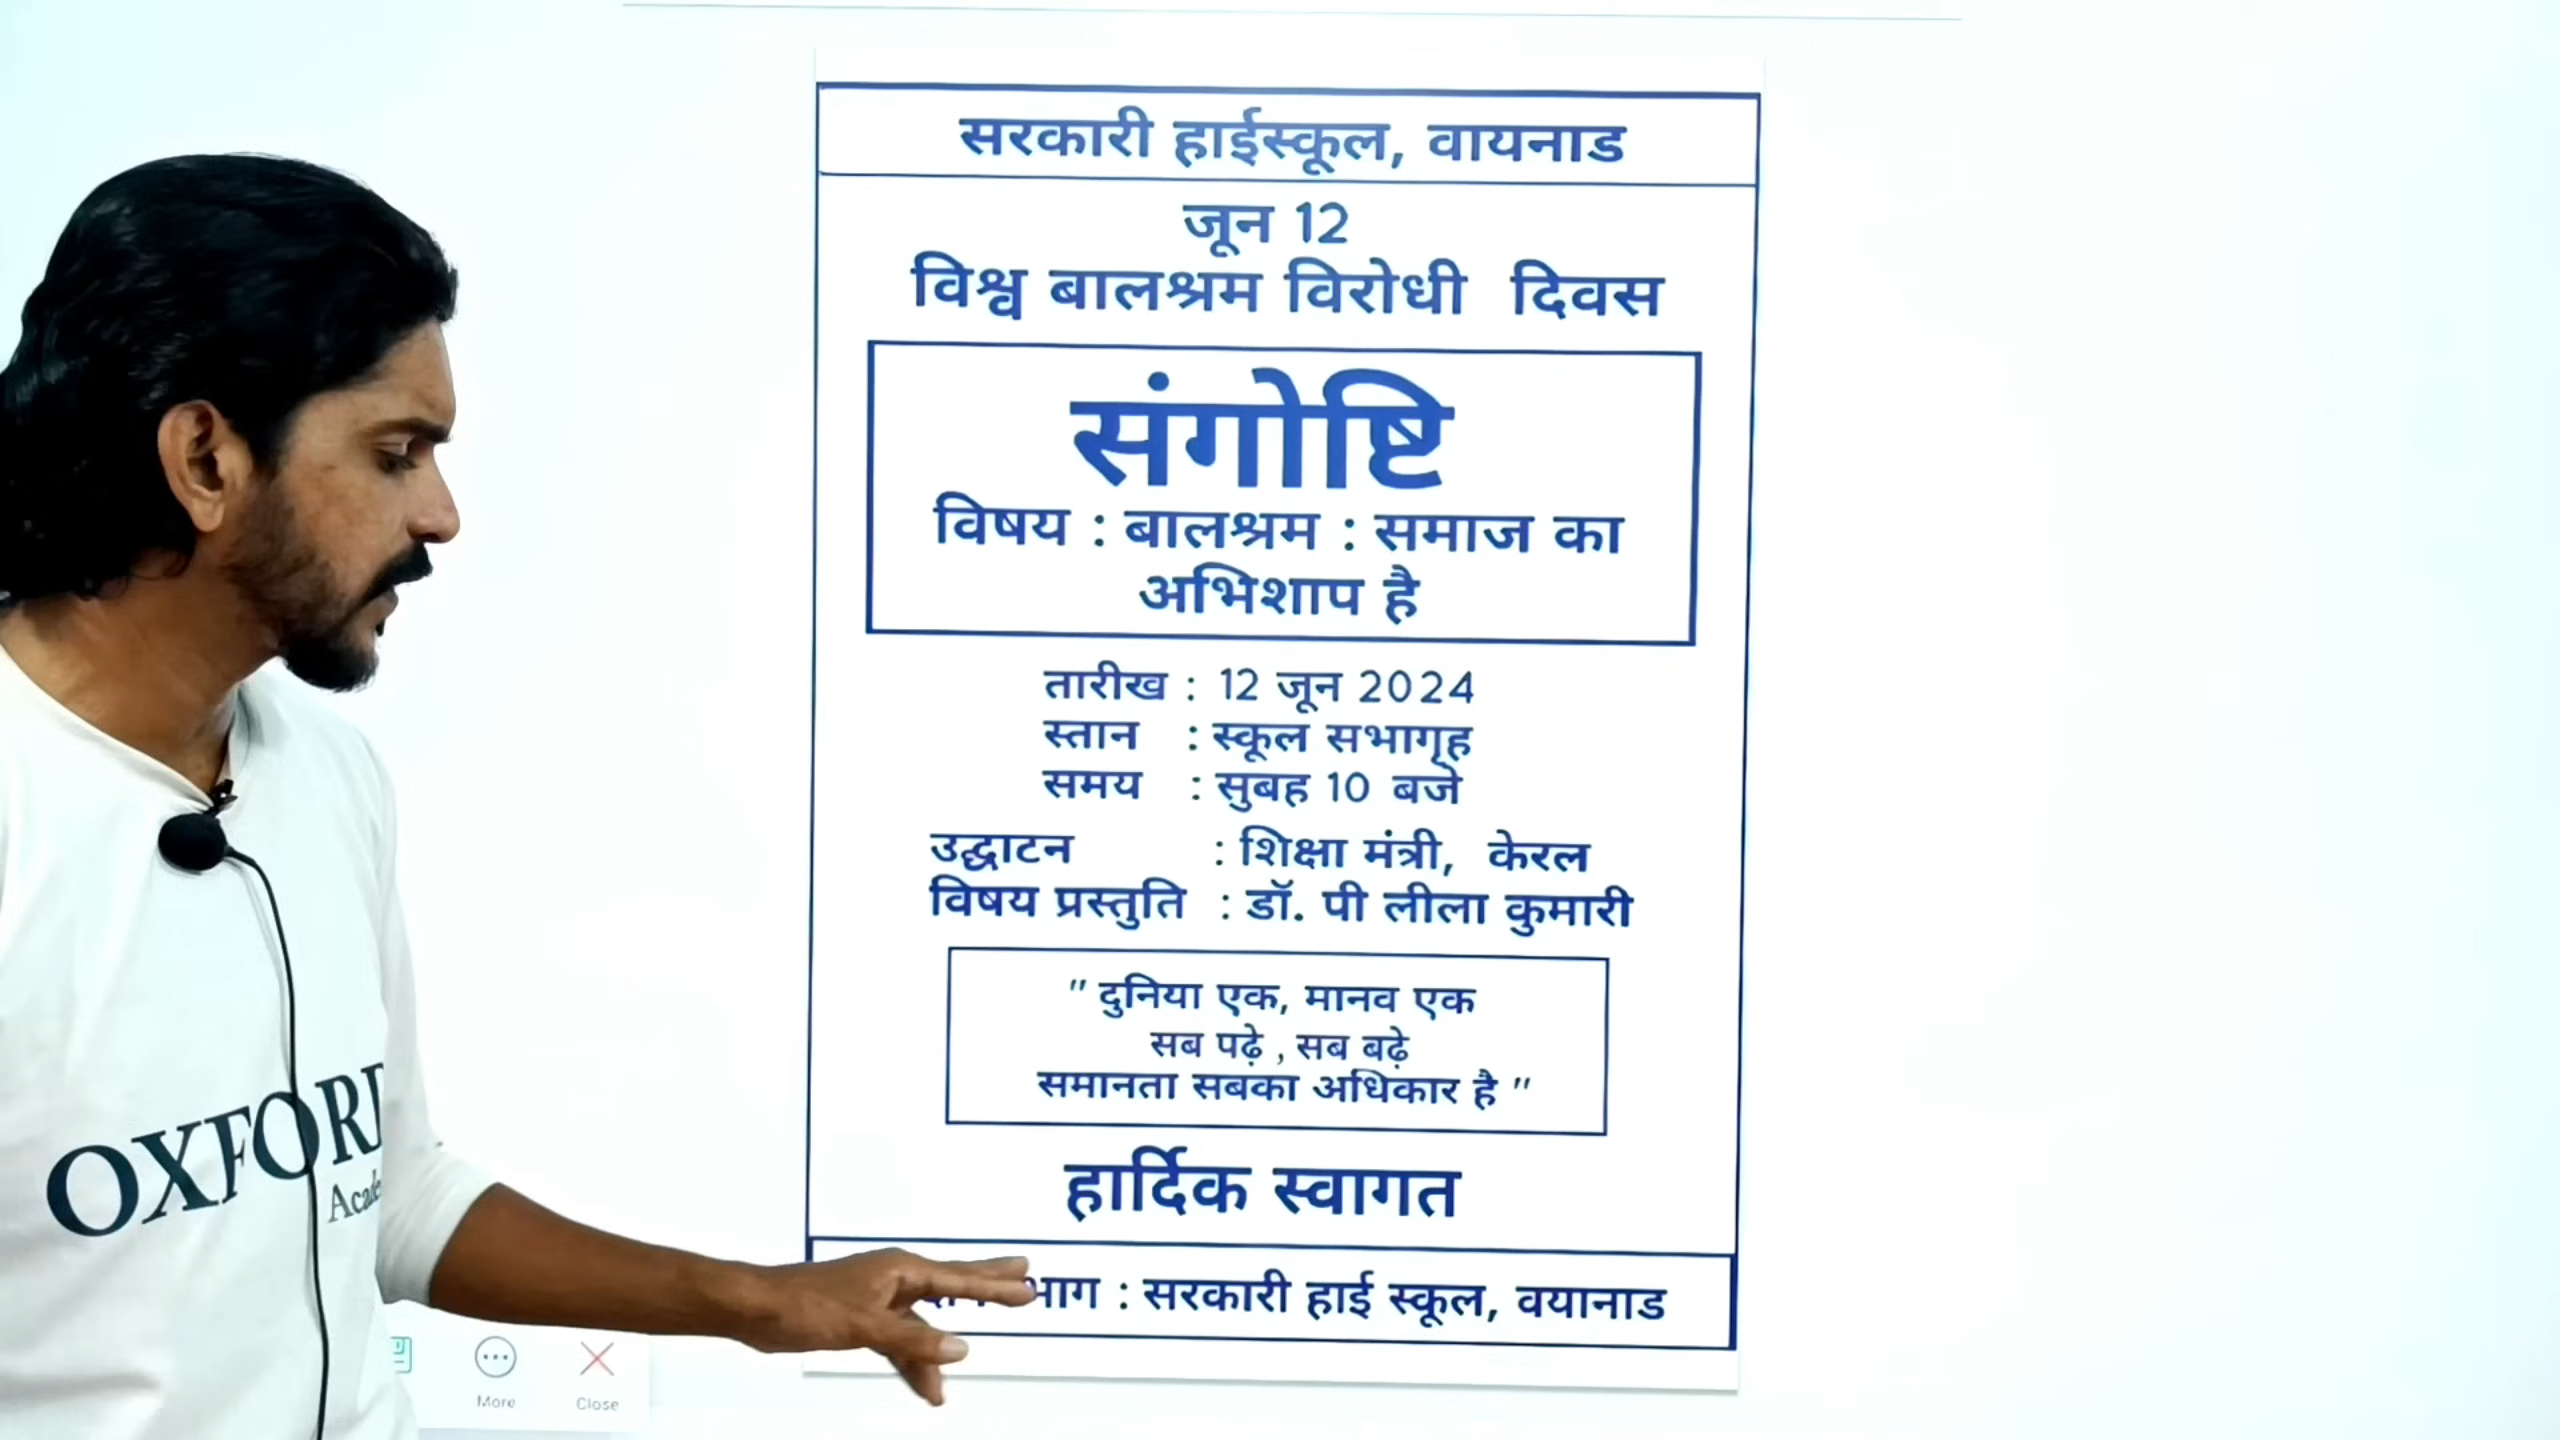 सरकारी हाईस्कूल, वायनाड
जून 12
विश्व बालश्रम विरोधी दिवस
संगोष्टि
विषय : बालश्रम : समाज का
अभिशाप है
तारीख : 12 जून 2024
स्तान : स्कूल सभागृह
समय : सुबह 10 बजे
उद्घाटन : शिक्षा मंत्री, केरल
विषय प्रस्तुति : डॉ. पी लीला कुमारी
" दुनिया एक, मानव एक
सब पढ़े , सब बढ़े
समानता सबका अधिकार है "
हार्दिक स्वागत
: सरकारी हाई स्कूल, वयानाड
OXFORD
More
Close